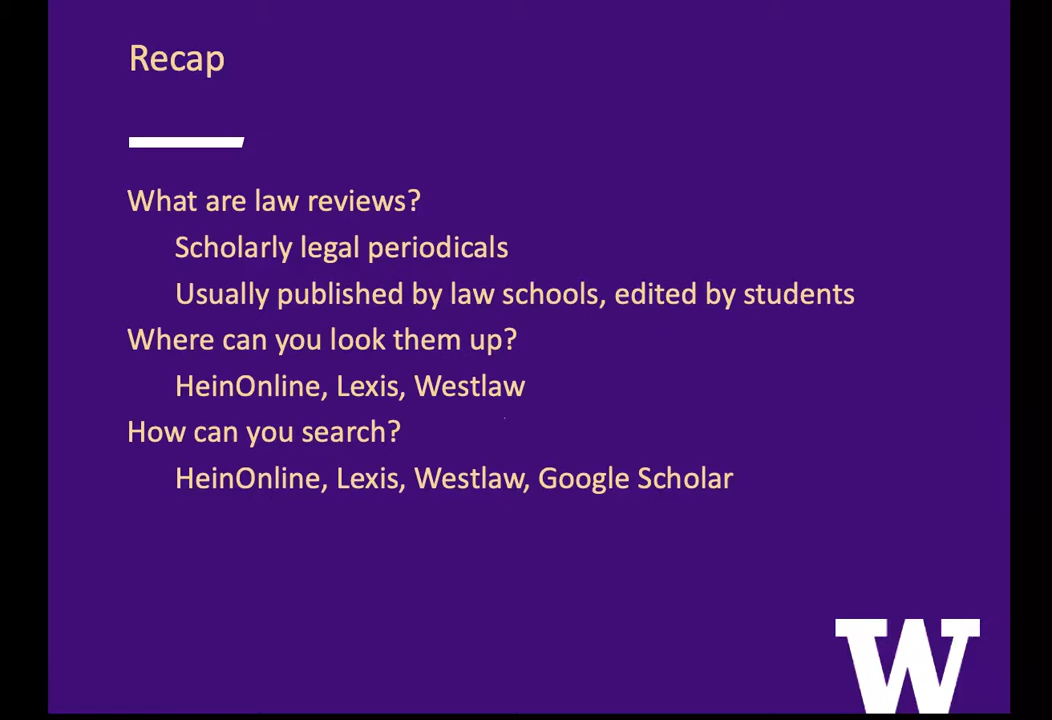 Recap
What are law reviews?
Scholarly legal periodicals
Usually published by law schools, edited by students
Where can you look them up?
HeinOnline, Lexis, Westlaw
How can you search?
HeinOnline, Lexis, Westlaw, Google Scholar
W